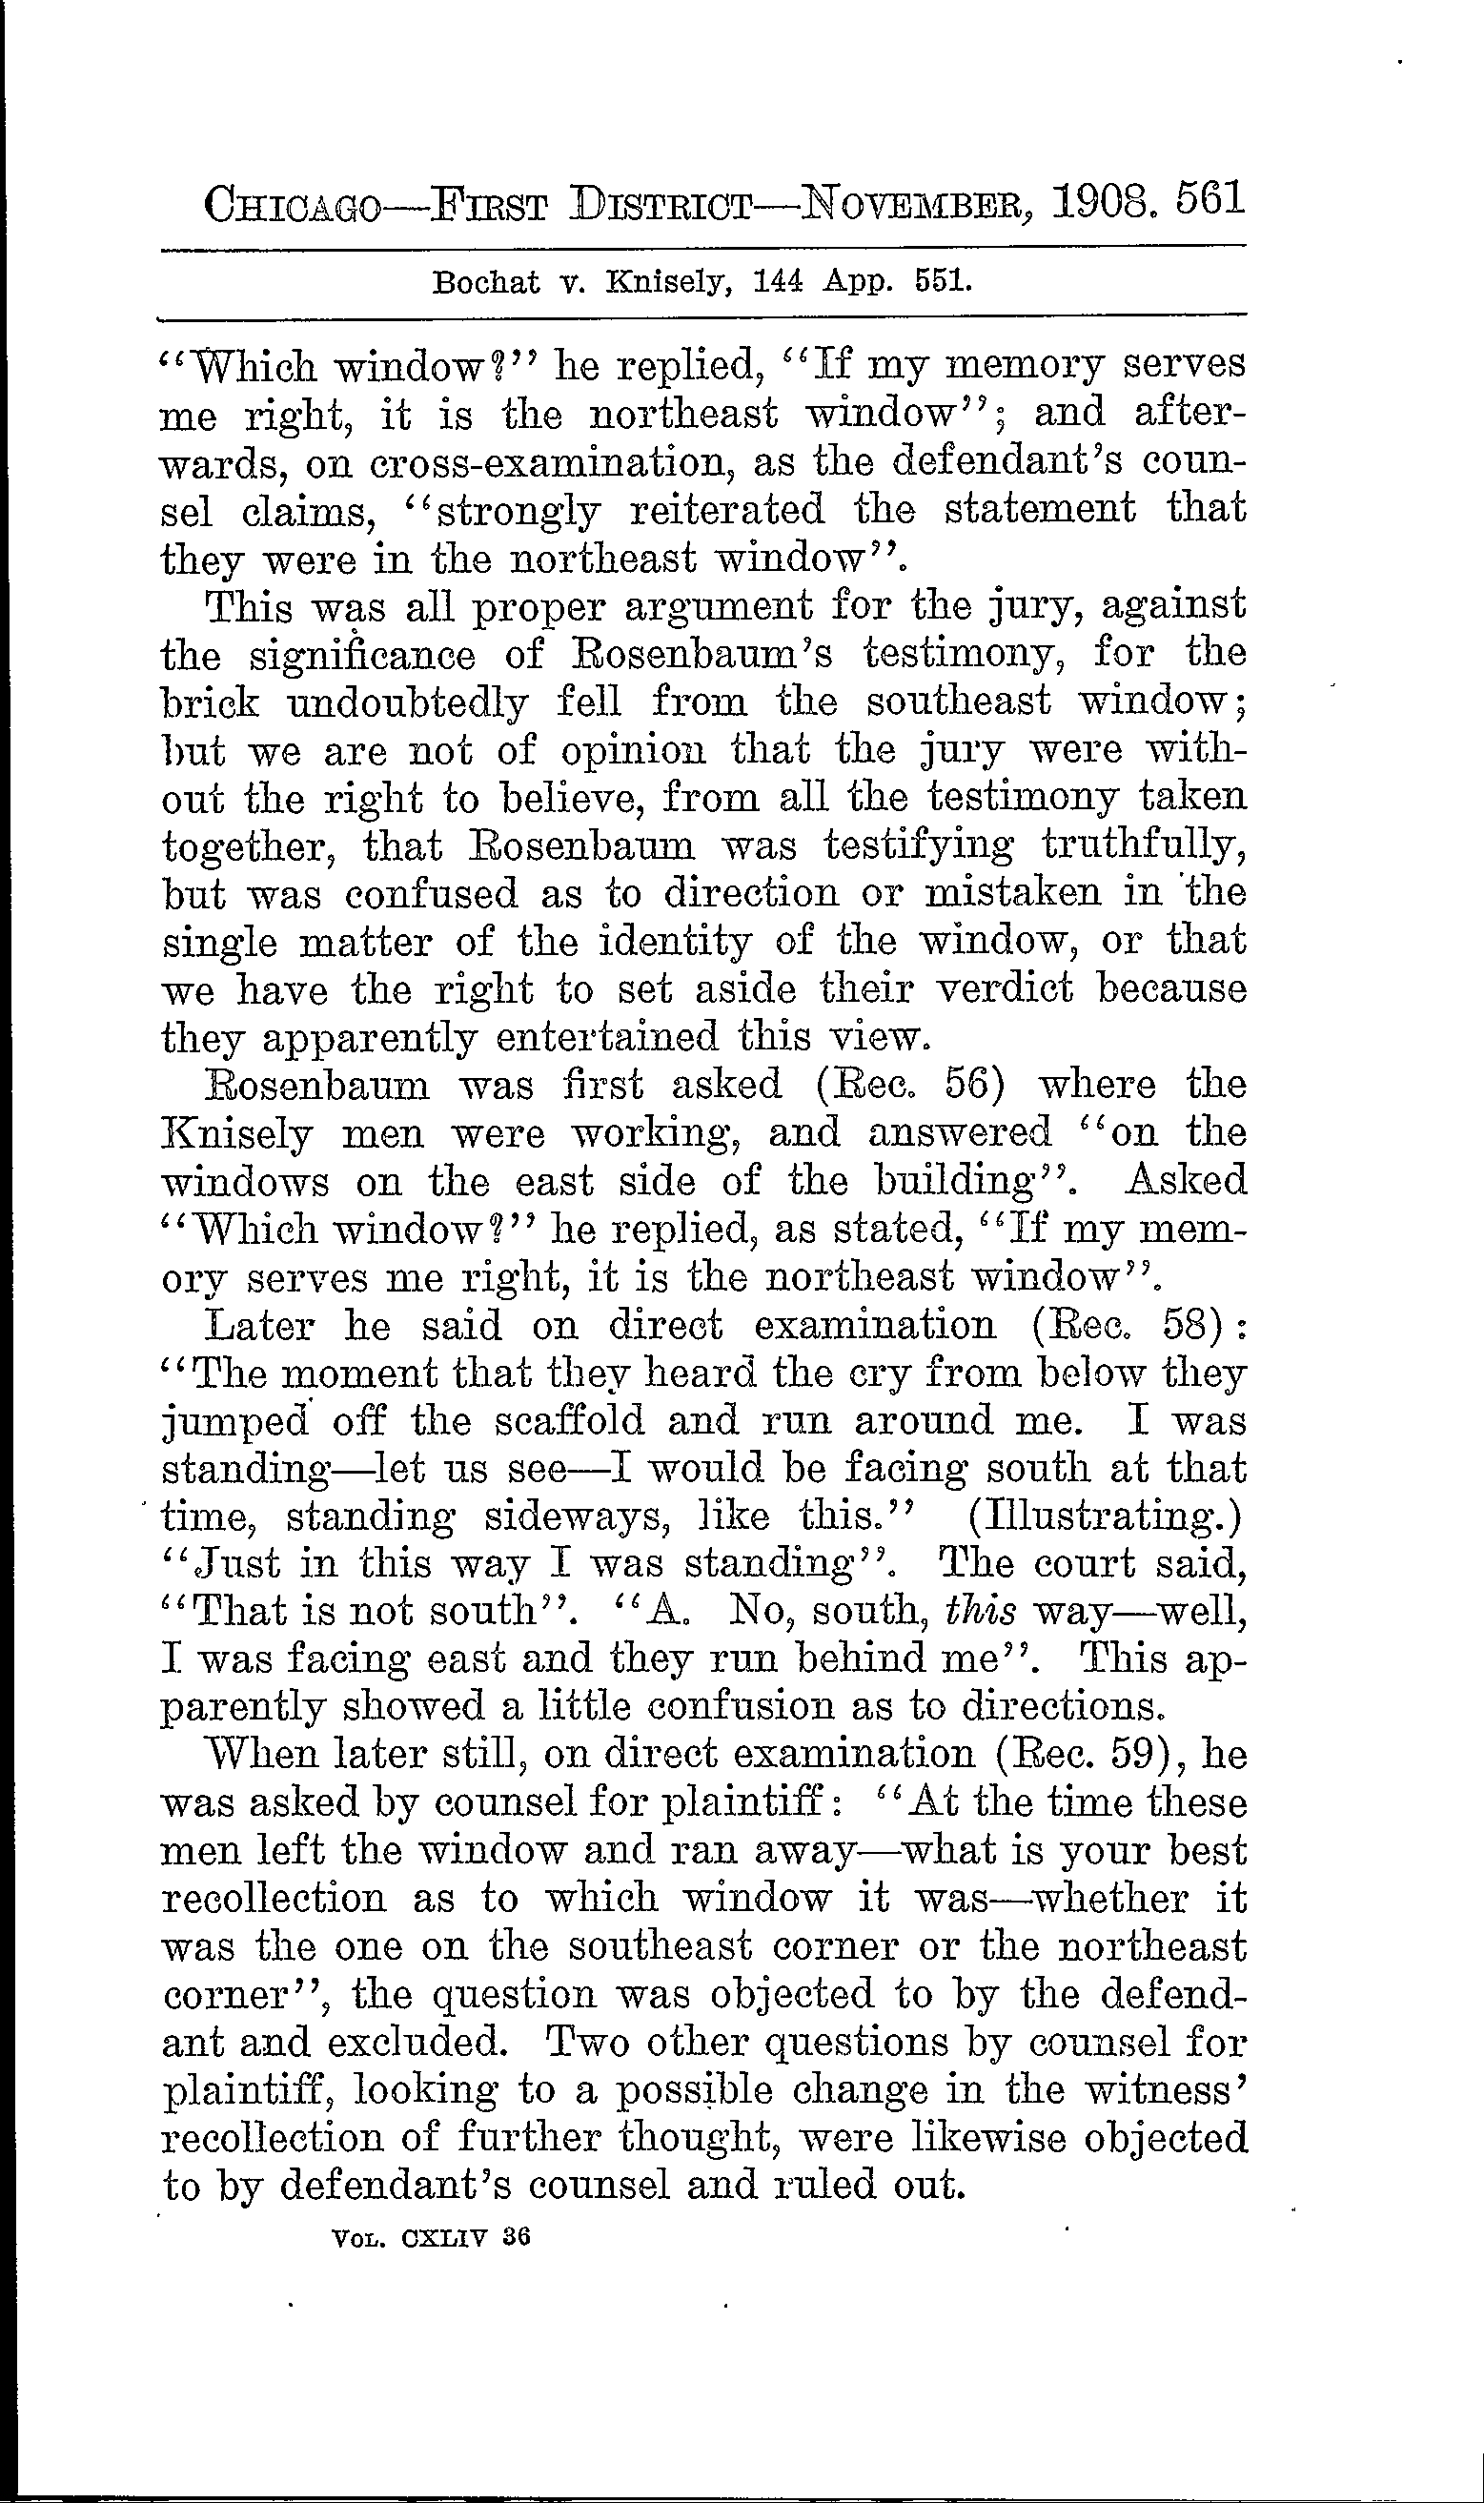 CHICAGO—FIRST DISTRICT—NOVEMBER, 1908. 561
Bochat v. Knisely, 144 App. 551.
"Which window?" he replied, "If my memory serves
me right, it is the northeast window"; and after-
wards, on cross-examination, as the defendant's coun-
sel claims, "strongly reiterated the statement that
they were in the northeast window".
This was all proper argument for the jury, against
the significance of Rosenbaum's testimony, for the
brick undoubtedly fell from the southeast window;
but we are not of opinion that the jury were with-
out the right to believe, from all the testimony taken
together, that Rosenbaum was testifying truthfully,
but was confused as to direction or mistaken in the
single matter of the identity of the window, or that
we have the right to set aside their verdict because
they apparently entertained this view.
Rosenbaum was first asked (Rec. 56) where the
Knisely men were working, and answered "on the
windows on the east side of the building". Asked
"Which window?" he replied, as stated, "If my mem-
ory serves me right, it is the northeast window".
Later he said on direct examination (Rec. 58):
"The moment that they heard the cry from below they
jumped off the scaffold and run around me. I was
standing—let us see—I would be facing south at that
time, standing sideways, like this." (Illustrating.)
"Just in this way I was standing". The court said,
"That is not south". "A. No, south, this way—well,
I was facing east and they run behind me". This ap-
parently showed a little confusion as to directions.
When later still, on direct examination (Rec. 59), he
was asked by counsel for plaintiff: "At the time these
men left the window and ran away—what is your best
recollection as to which window it was—whether it
was the one on the southeast corner or the northeast
corner", the question was objected to by the defend-
ant and excluded. Two other questions by counsel for
plaintiff, looking to a possible change in the witness'
recollection of further thought, were likewise objected
to by defendant's counsel and ruled out.
VOL. CXLIV 36